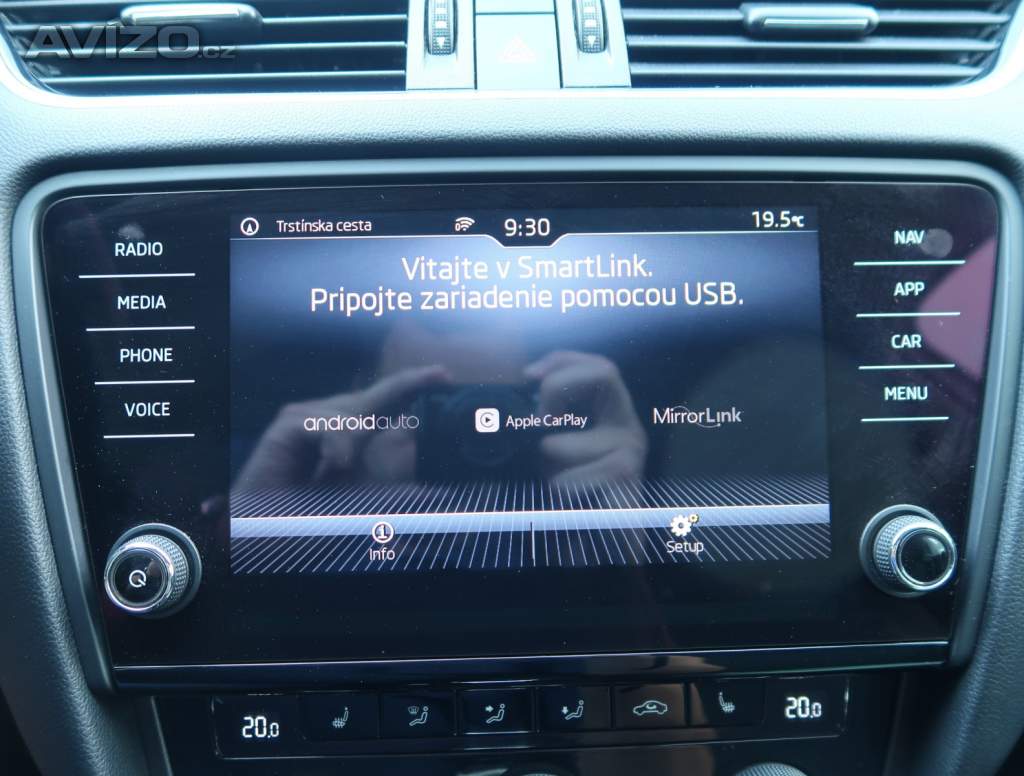 AVÍZO.cz
Trstínska cesta
9:30
19.5°C
Vitajte v SmartLink.
Pripojte zariadenie pomocou USB.
RADIO
MEDIA
PHONE
VOICE
NAV
APP
CAR
MENU
androidauto
Apple CarPlay
MirrorLink
Info
Setup
20.0
20.0